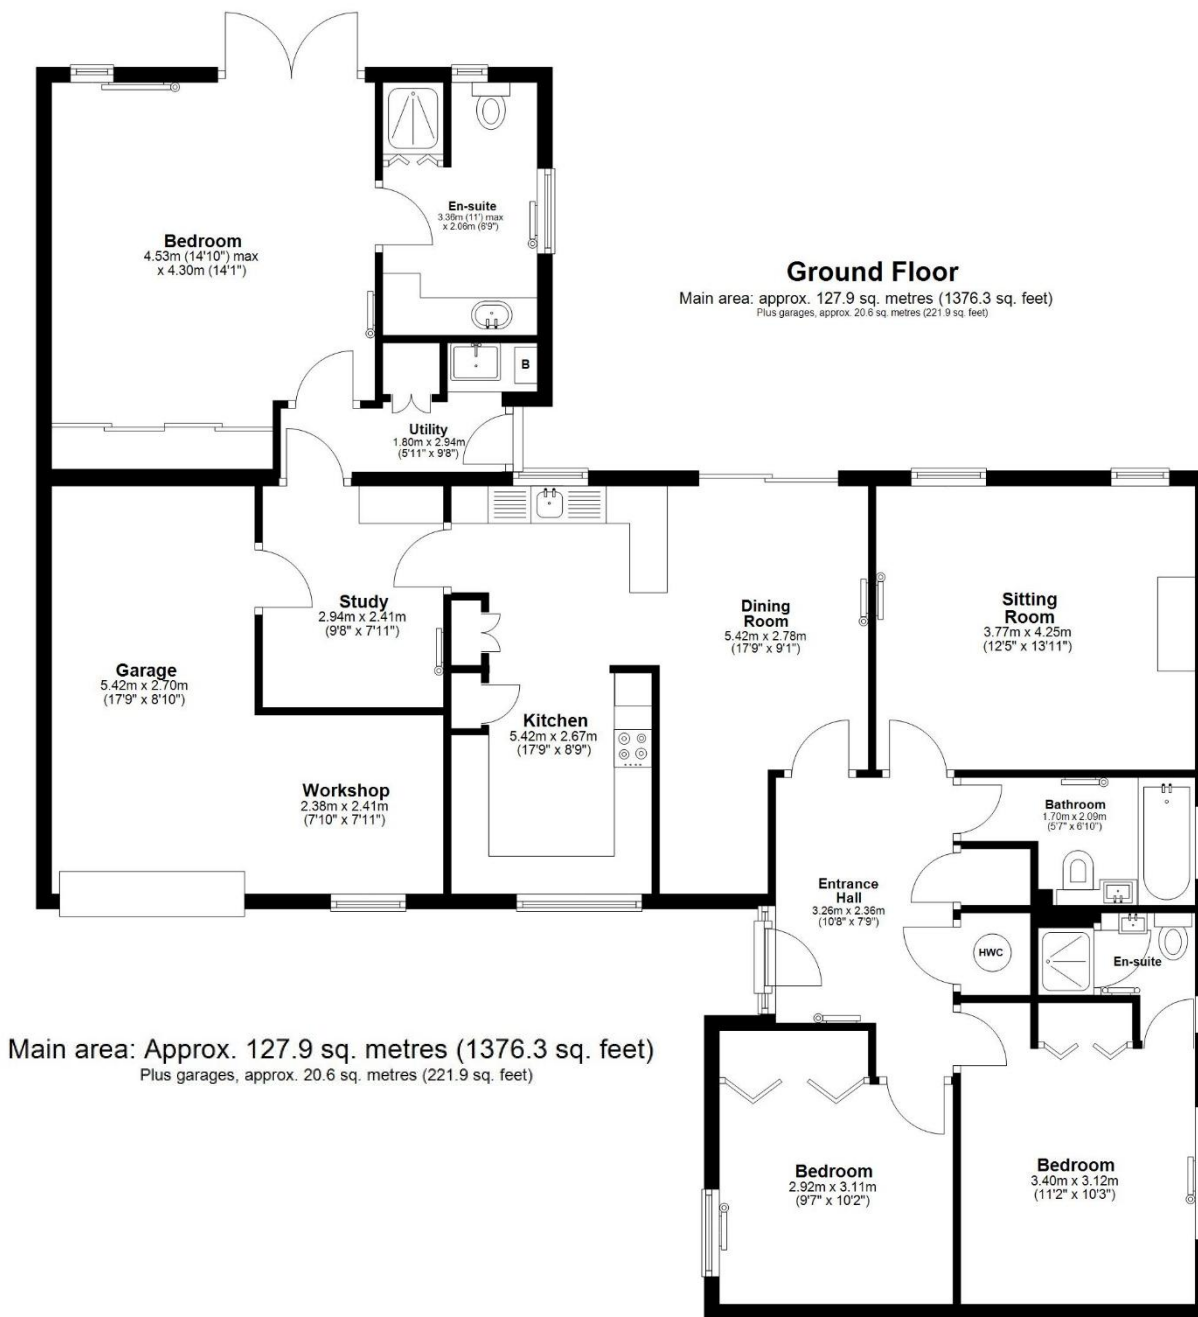 Bedroom
4.53m (14'10") max
x 4.30m (14'1")
En-suite
3.36m (11') max
x 2.06m (6'9")
Ground Floor
Main area: approx. 127.9 sq. metres (1376.3 sq. feet)
Plus garages, approx. 20.6 sq. metres (221.9 sq. feet)
B
Utility
1.80m x 2.94m
(5'11" x 9'8")
Study
2.94m x 2.41m
(9'8" x 7'11")
Dining
Room
5.42m x 2.78m
(17'9" x 9'1")
Sitting
Room
3.77m x 4.25m
(12'5" x 13'11")
Garage
5.42m x 2.70m
(17'9" x 8'10")
Kitchen
5.42m x 2.67m
(17'9" x 8'9")
Workshop
2.38m x 2.41m
(7'10" x 7'11")
Bathroom
1.70m x 2.09m
(5'7" x 6'10")
Entrance
Hall
3.26m x 2.36m
(10'8" x 7'9")
HWC
En-suite
Main area: Approx. 127.9 sq. metres (1376.3 sq. feet)
Plus garages, approx. 20.6 sq. metres (221.9 sq. feet)
Bedroom
2.92m x 3.11m
(9'7" x 10'2")
Bedroom
3.40m x 3.12m
(11'2" x 10'3")